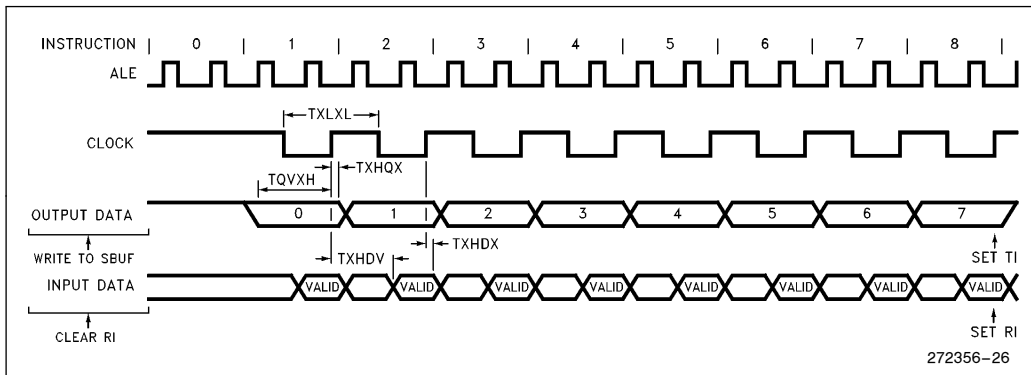 INSTRUCTION | 0 | 1 | 2 | 3 | 4 | 5 | 6 | 7 | 8 |
ALE
TXLXL
CLOCK
TXHQX
TQVXH
OUTPUT DATA 0 1 2 3 4 5 6 7
TXHDX
WRITE TO SBUF TXHDV SET TI
INPUT DATA VALID VALID VALID VALID VALID VALID VALID VALID
CLEAR RI SET RI
272356-26